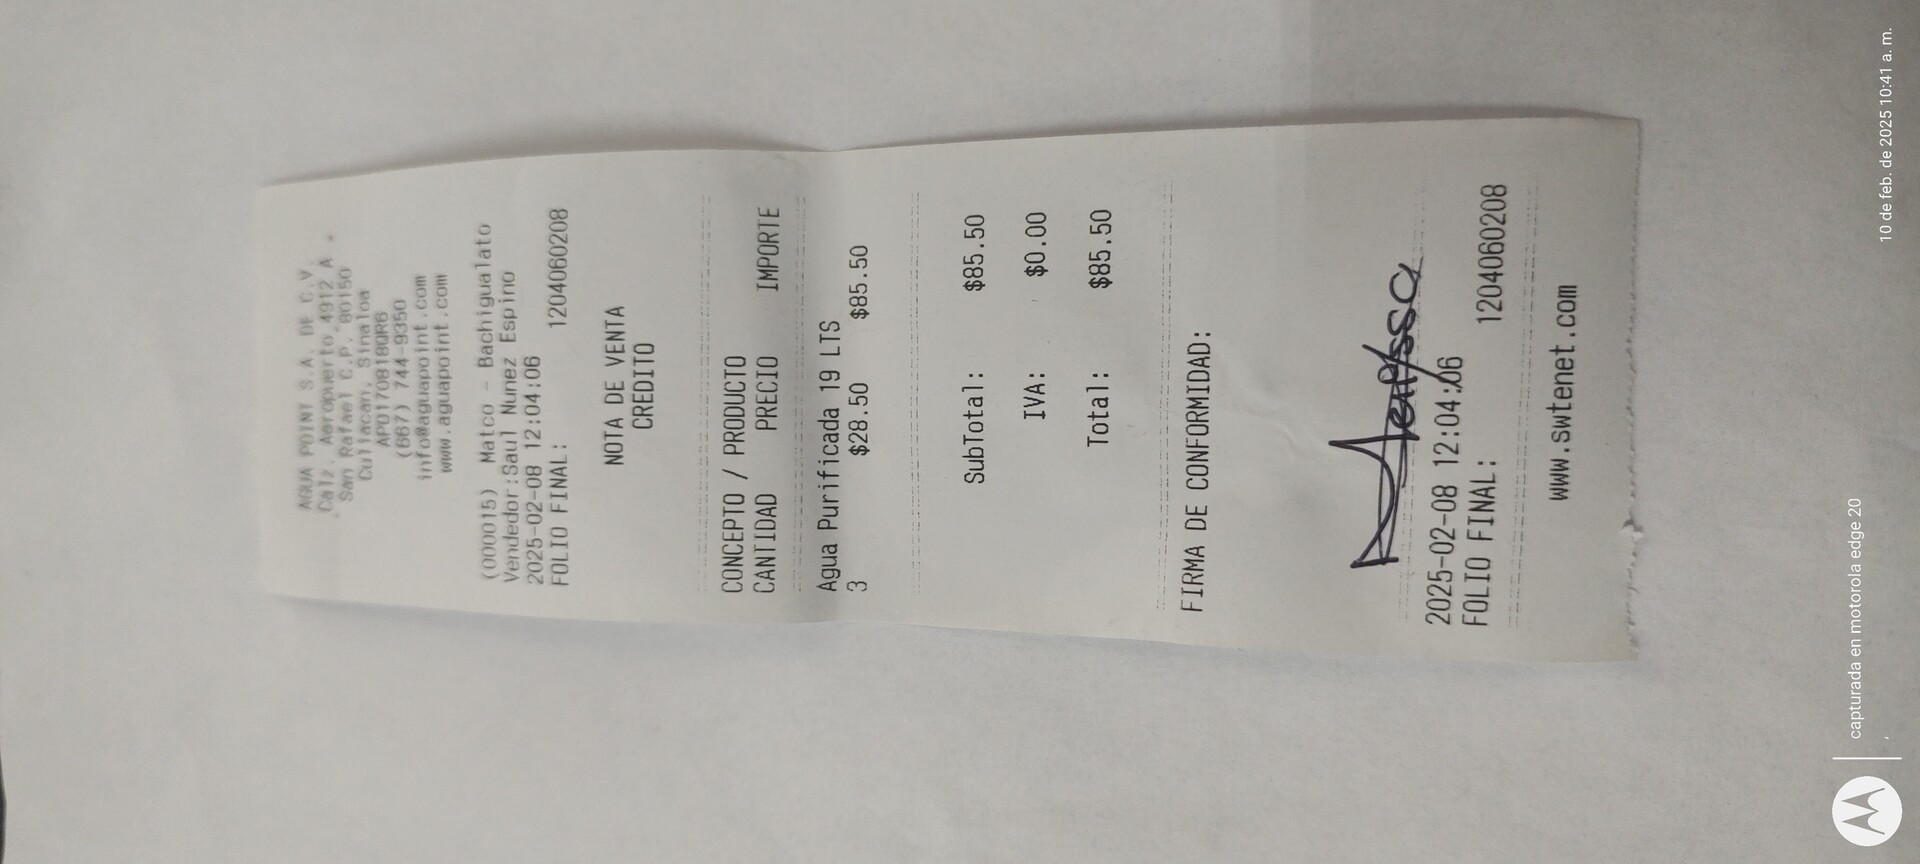 AGUA POINT S.A. DE C.V.
Calz. Aeropuerto 4912 A .
San Rafael C.P. 80150
Culiacan, Sinaloa
APO170818QR6
(667) 744-9350
info@aguapoint.com
www.aguapoint.com
(000015) Matco - Bachigualato
Vendedor:Saul Nunez Espino
2025-02-08 12:04:06
FOLIO FINAL: 1204060208
NOTA DE VENTA
CREDITO
CONCEPTO / PRODUCTO
CANTIDAD PRECIO IMPORTE
Agua Purificada 19 LTS
3 $28.50 $85.50
SubTotal: $85.50
IVA: $0.00
Total: $85.50
FIRMA DE CONFORMIDAD:
2025-02-08 12:04:06
FOLIO FINAL: 1204060208
www.swtenet.com
capturada en motorola edge 20
10 de feb. de 2025 10:41 a. m.